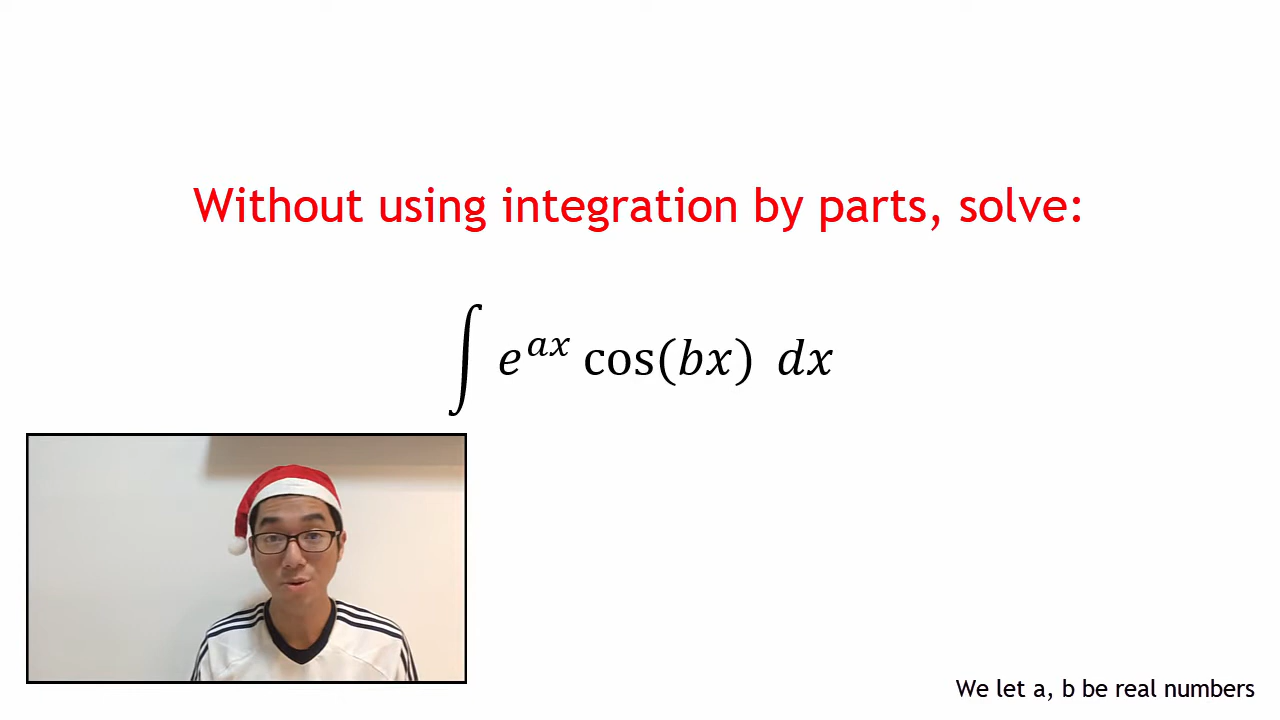 Without using integration by parts, solve:
∫ e^{ax} cos(bx) dx
We let a, b be real numbers